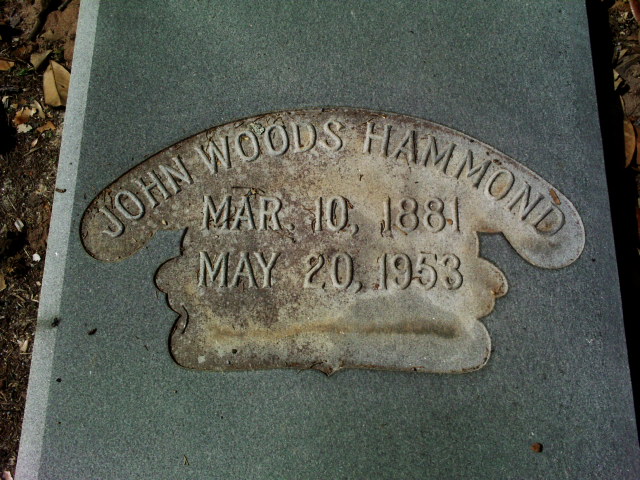 JOHN WOODS HAMMOND
MAR. 10, 1881
MAY 20, 1953